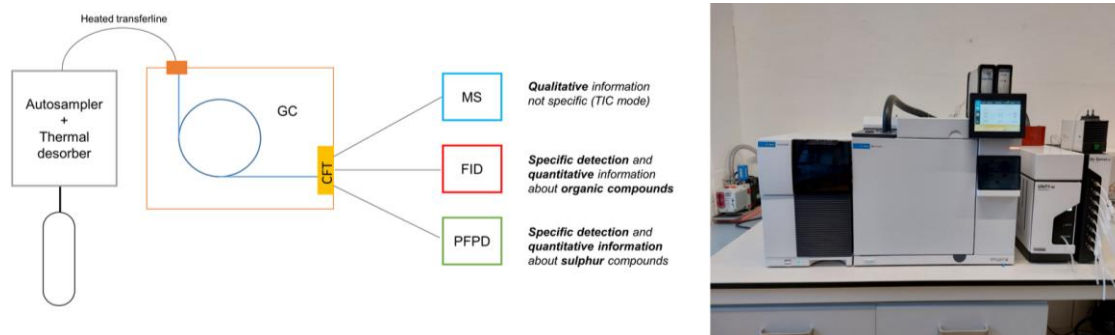 Heated transferline
Autosampler
+
Thermal
desorber
GC
CFT
MS
FID
PFPD
Qualitative information
not specific (TIC mode)
Specific detection and
quantitative information
about organic compounds
Specific detection and
quantitative information
about sulphur compounds